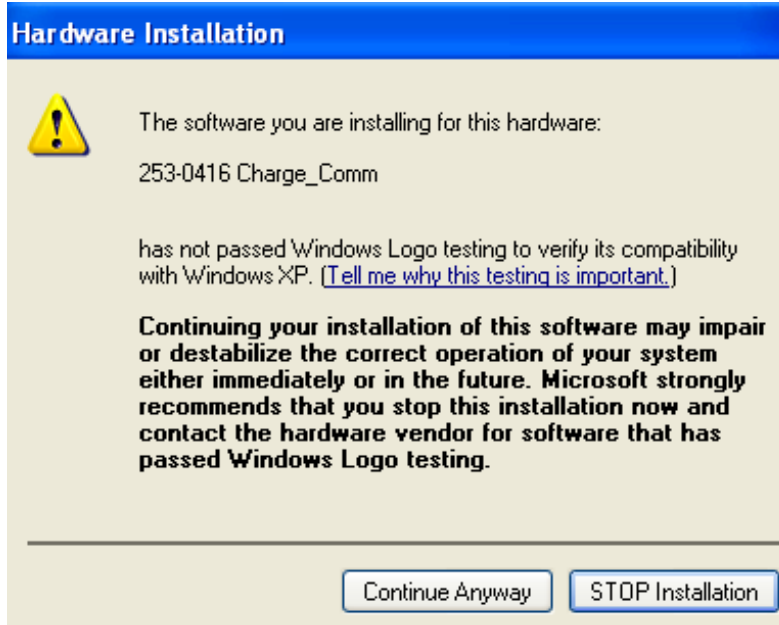 Hardware Installation
The software you are installing for this hardware:
253-0416 Charge_Comm
has not passed Windows Logo testing to verify its compatibility
with Windows XP. (Tell me why this testing is important.)
Continuing your installation of this software may impair
or destabilize the correct operation of your system
either immediately or in the future. Microsoft strongly
recommends that you stop this installation now and
contact the hardware vendor for software that has
passed Windows Logo testing.
Continue Anyway STOP Installation